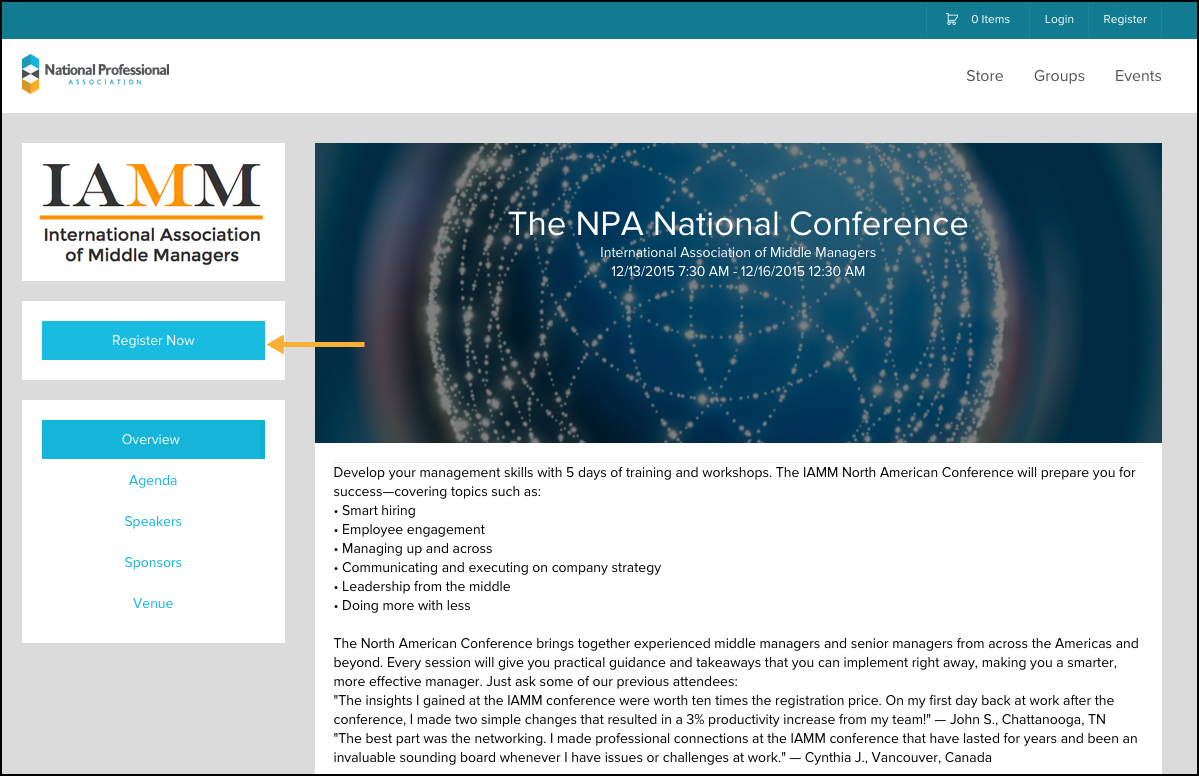 0 Items Login Register
National Professional
ASSOCIATION
Store Groups Events
IAMM
International Association
of Middle Managers
Register Now
Overview
Agenda
Speakers
Sponsors
Venue
The NPA National Conference
International Association of Middle Managers
12/13/2015 7:30 AM - 12/16/2015 12:30 AM
Develop your management skills with 5 days of training and workshops. The IAMM North American Conference will prepare you for
success—covering topics such as:
• Smart hiring
• Employee engagement
• Managing up and across
• Communicating and executing on company strategy
• Leadership from the middle
• Doing more with less
The North American Conference brings together experienced middle managers and senior managers from across the Americas and
beyond. Every session will give you practical guidance and takeaways that you can implement right away, making you a smarter,
more effective manager. Just ask some of our previous attendees:
"The insights I gained at the IAMM conference were worth ten times the registration price. On my first day back at work after the
conference, I made two simple changes that resulted in a 3% productivity increase from my team!" — John S., Chattanooga, TN
"The best part was the networking. I made professional connections at the IAMM conference that have lasted for years and been an
invaluable sounding board whenever I have issues or challenges at work." — Cynthia J., Vancouver, Canada